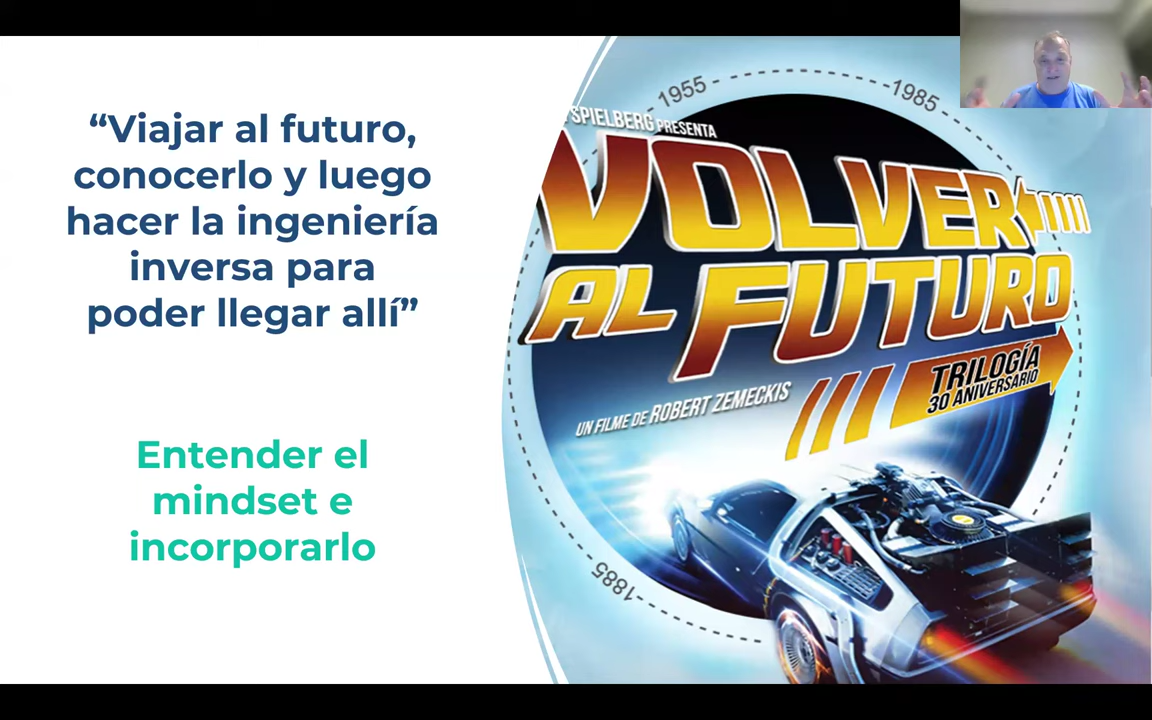 “Viajar al futuro,
conocerlo y luego
hacer la ingeniería
inversa para
poder llegar allí”
Entender el
mindset e
incorporarlo
1955
1985
SPIELBERG PRESENTA
VOLVER
AL FUTURO
TRILOGÍA
30 ANIVERSARIO
UN FILME DE ROBERT ZEMECKIS
1885